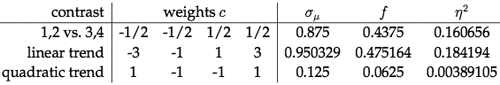 contrast weights c σμ f η2
1,2 vs. 3,4 -1/2 -1/2 1/2 1/2 0.875 0.4375 0.160656
linear trend -3 -1 1 3 0.950329 0.475164 0.184194
quadratic trend 1 -1 -1 1 0.125 0.0625 0.00389105